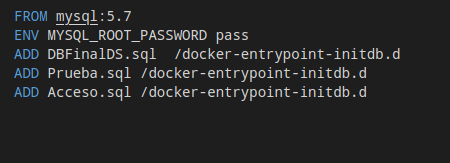 FROM mysql:5.7
ENV MYSQL_ROOT_PASSWORD pass
ADD DBFinalDS.sql  /docker-entrypoint-initdb.d
ADD Prueba.sql /docker-entrypoint-initdb.d
ADD Acceso.sql /docker-entrypoint-initdb.d